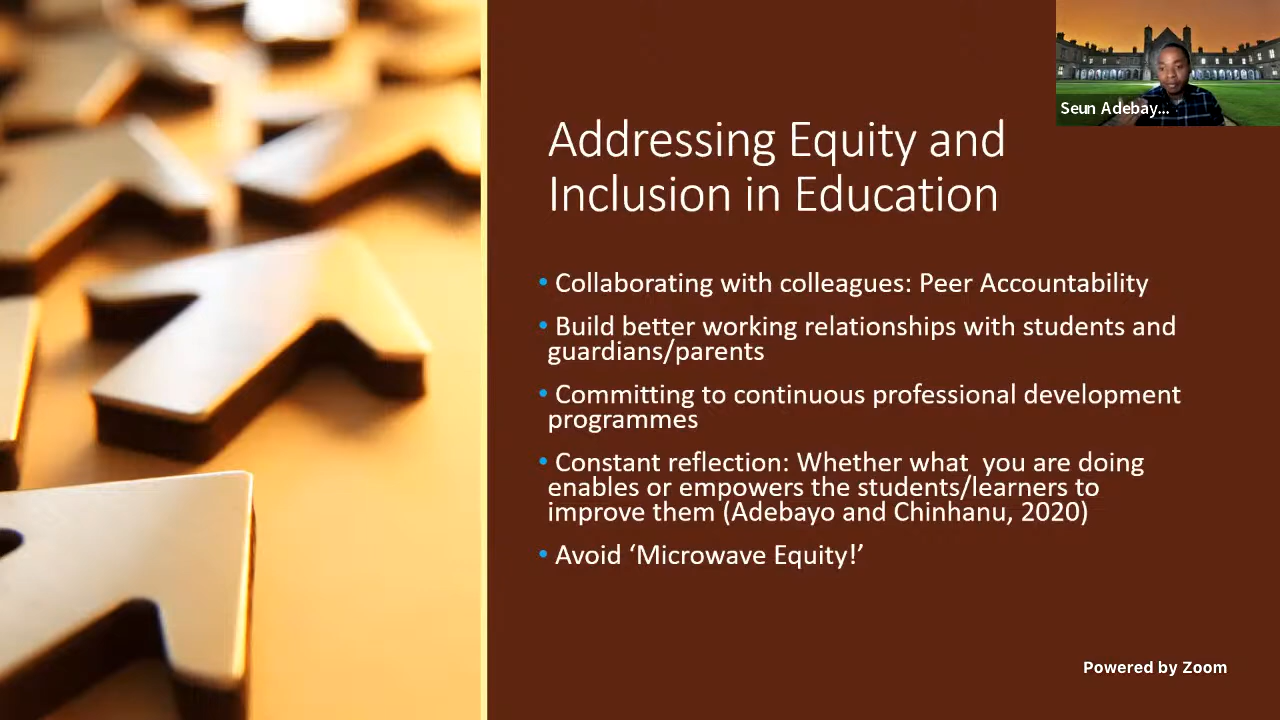 Seun Adebay...
Addressing Equity and
Inclusion in Education
• Collaborating with colleagues: Peer Accountability
• Build better working relationships with students and
guardians/parents
• Committing to continuous professional development
programmes
• Constant reflection: Whether what  you are doing
enables or empowers the students/learners to
improve them (Adebayo and Chinhanu, 2020)
• Avoid ‘Microwave Equity!’
Powered by Zoom